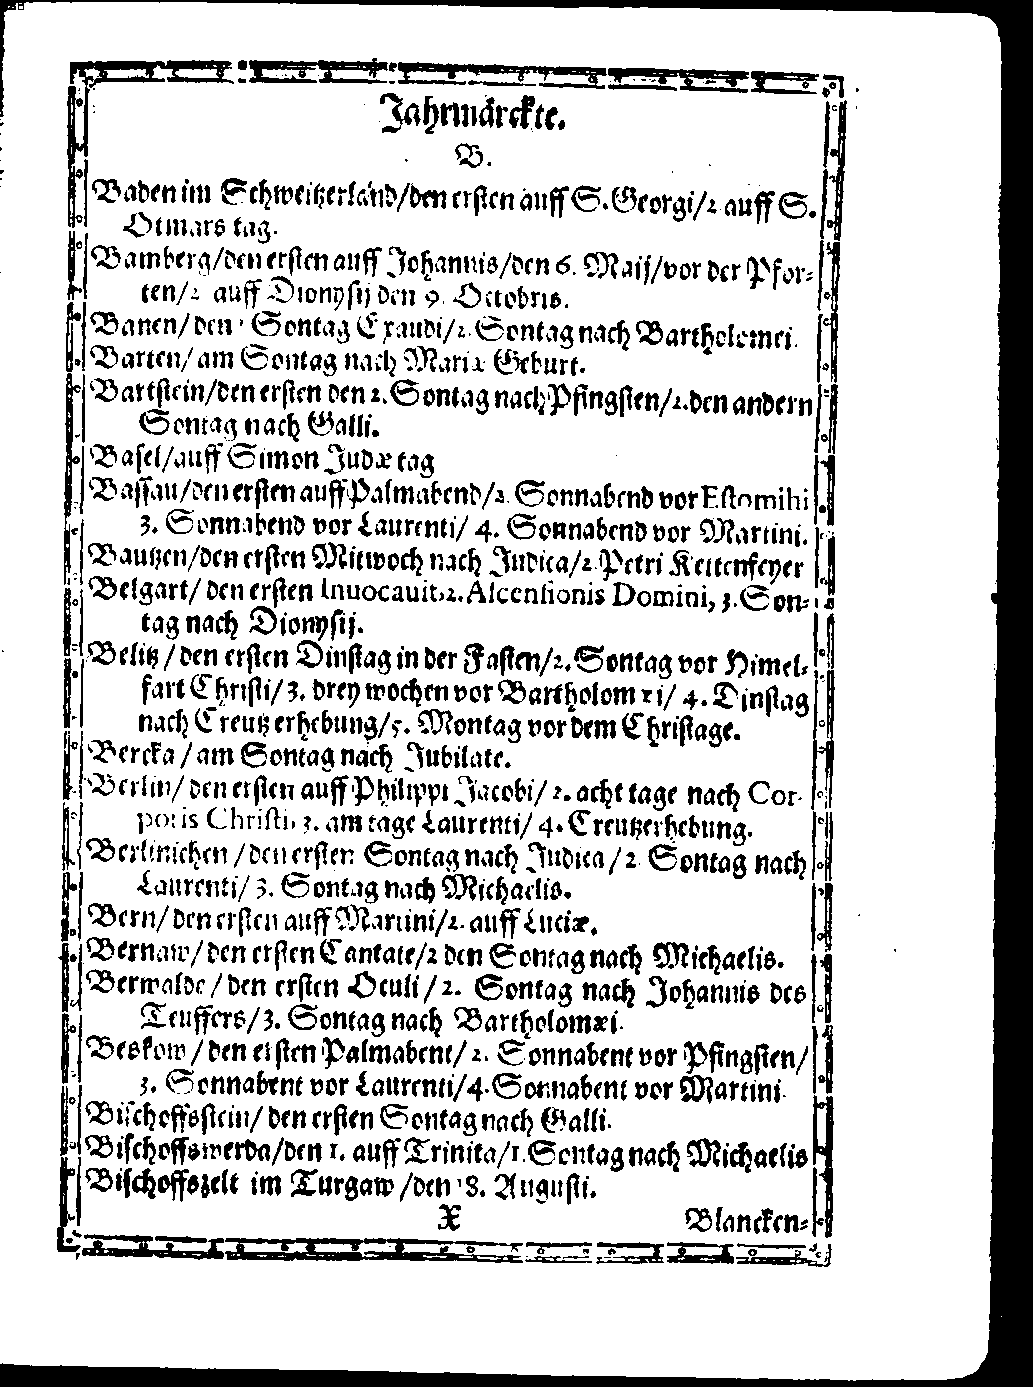 Jahrmärckte.
B.
Baden im Schweitzerländ/den ersten auff S. Georgi/2 auff S.
Otmars tag.
Bamberg/den ersten auff Johannis/den 6. Maij/vor der Pfor-
ten/2 auff Dionysij den 9. Octobris.
Banen/den 1 Sontag Exaudi/2. Sontag nach Bartholomei.
Barten/am Sontag nach Mariæ Geburt.
Bartstein/den ersten den 2. Sontag nach Pfingsten/2. den andern
Sontag nach Galli.
Basel/auff Simon Judæ tag
Bassau/den ersten auff Palmabend/2. Sonnabend vor Estomihi
3. Sonnabend vor Laurenti/ 4. Sonnabend vor Martini.
Bautzen/den ersten Mitwoch nach Judica/2 Petri Kettenfeyer
Belgart/ den ersten Inuocauit, 2. Ascensionis Domini, 3. Son-
tag nach Dionysij.
Belitz/den ersten Dinstag in der Fasten/2. Sontag vor Himel-
fart Christi/3. drey wochen vor Bartholomæi/ 4. Dinstag
nach Creutz erhebung/5. Montag vor dem Christage.
Bercka/am Sontag nach Jubilate.
Berlin/ den ersten auff Philippi Jacobi/ 2. acht tage nach Cor-
poris Christi, 3. am tage Laurenti/ 4. Creutzerhebung.
Berlinichen/den ersten Sontag nach Judica/2 Sontag nach
Laurenti/ 3. Sontag nach Michaelis.
Bern/den ersten auff Martini/2. auff Luciæ.
Bernaw/den ersten Cantate/2 den Sontag nach Michaelis.
Berwalde/den ersten Oculi/2. Sontag nach Johannis des
Teuffers/3. Sontag nach Bartholomæi.
Beskow/den ersten Palmabent/2. Sonnabent vor Pfingsten/
3. Sonnabent vor Laurenti/4. Sonnabent vor Martini.
Bischoffsstein/den ersten Sontag nach Galli.
Bischoffswerda/den 1. auff Trinita/1. Sontag nach Michaelis
Bischoffszelt im Turgaw/den 8. Augusti.
X Blancken-